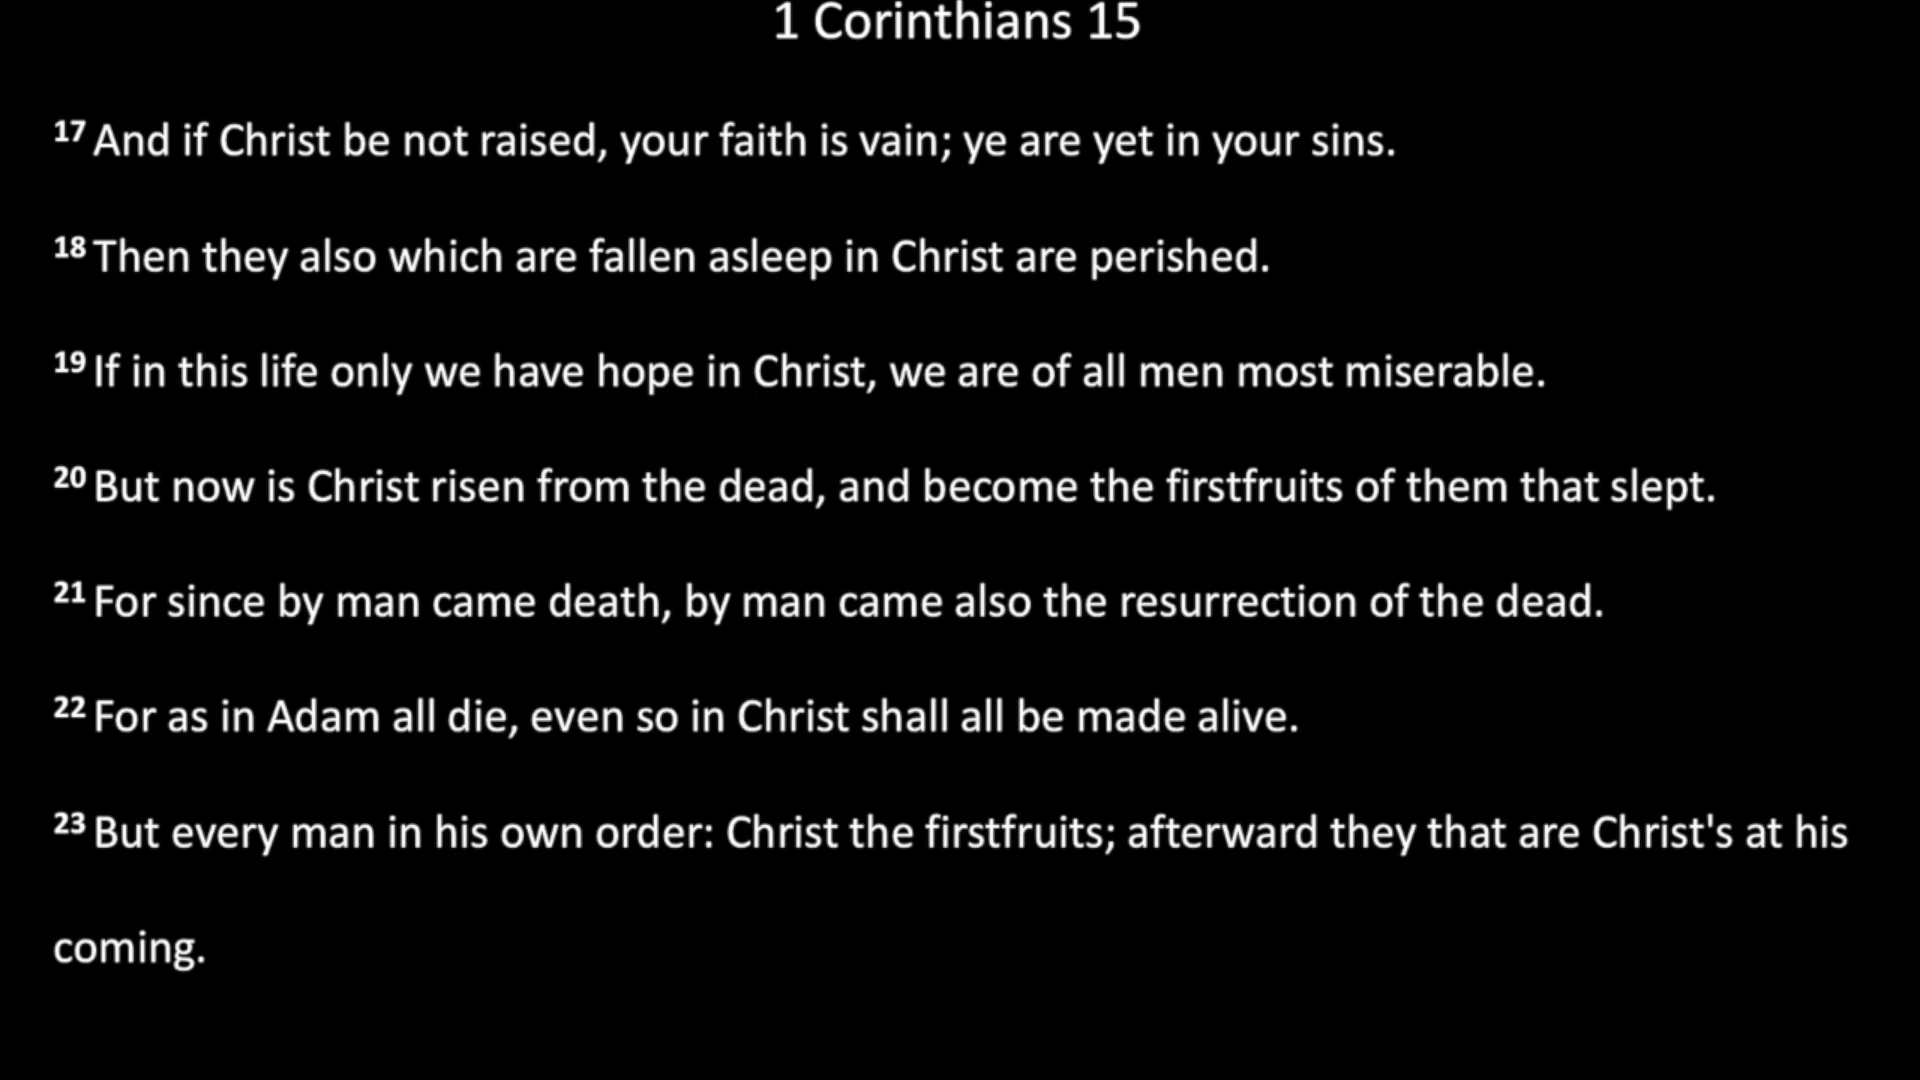 1 Corinthians 15
17 And if Christ be not raised, your faith is vain; ye are yet in your sins.
18 Then they also which are fallen asleep in Christ are perished.
19 If in this life only we have hope in Christ, we are of all men most miserable.
20 But now is Christ risen from the dead, and become the firstfruits of them that slept.
21 For since by man came death, by man came also the resurrection of the dead.
22 For as in Adam all die, even so in Christ shall all be made alive.
23 But every man in his own order: Christ the firstfruits; afterward they that are Christ's at his
coming.